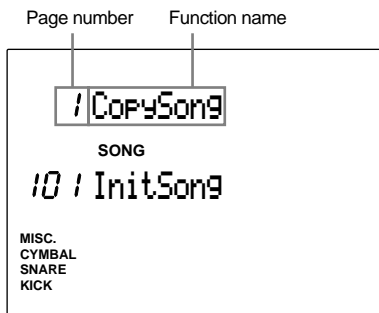 Page number Function name
1 CopySong
SONG
101 InitSong
MISC.
CYMBAL
SNARE
KICK